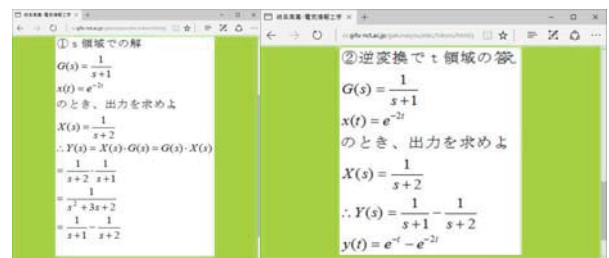 ① s 領域での解
G(s) = 1/(s+1)
x(t) = e^{-2t}
のとき、出力を求めよ
X(s) = 1/(s+2)
∴ Y(s) = X(s)·G(s) = G(s)·X(s)
= 1/(s+2) · 1/(s+1)
= 1/(s²+3s+2)
= 1/(s+1) − 1/(s+2)
②逆変換で t 領域の答え
G(s) = 1/(s+1)
x(t) = e^{-2t}
のとき、出力を求めよ
X(s) = 1/(s+2)
∴ Y(s) = 1/(s+1) − 1/(s+2)
y(t) = e^{-t} − e^{-2t}